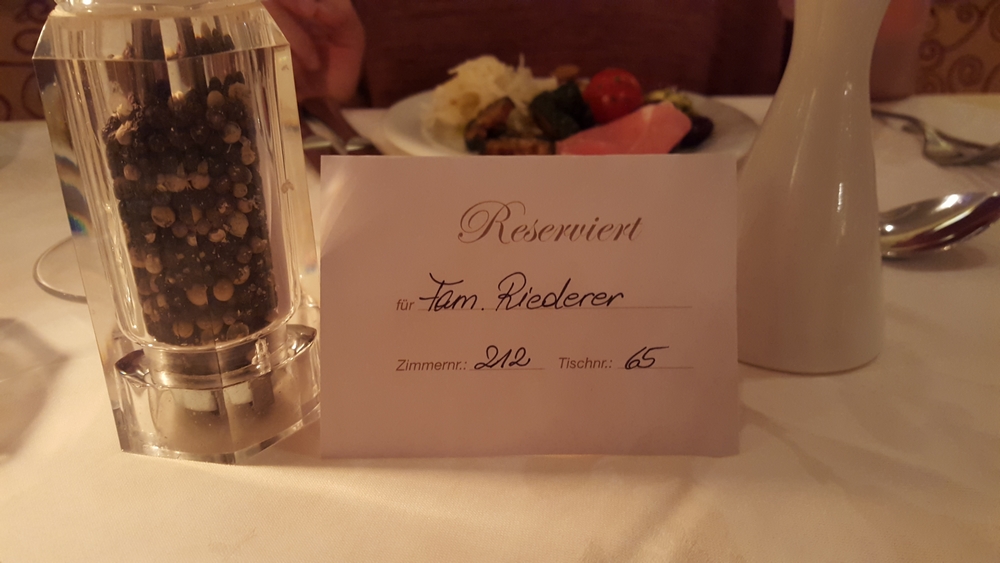 Reserviert
für Fam. Riederer
Zimmernr.: 212 Tischnr.: 65